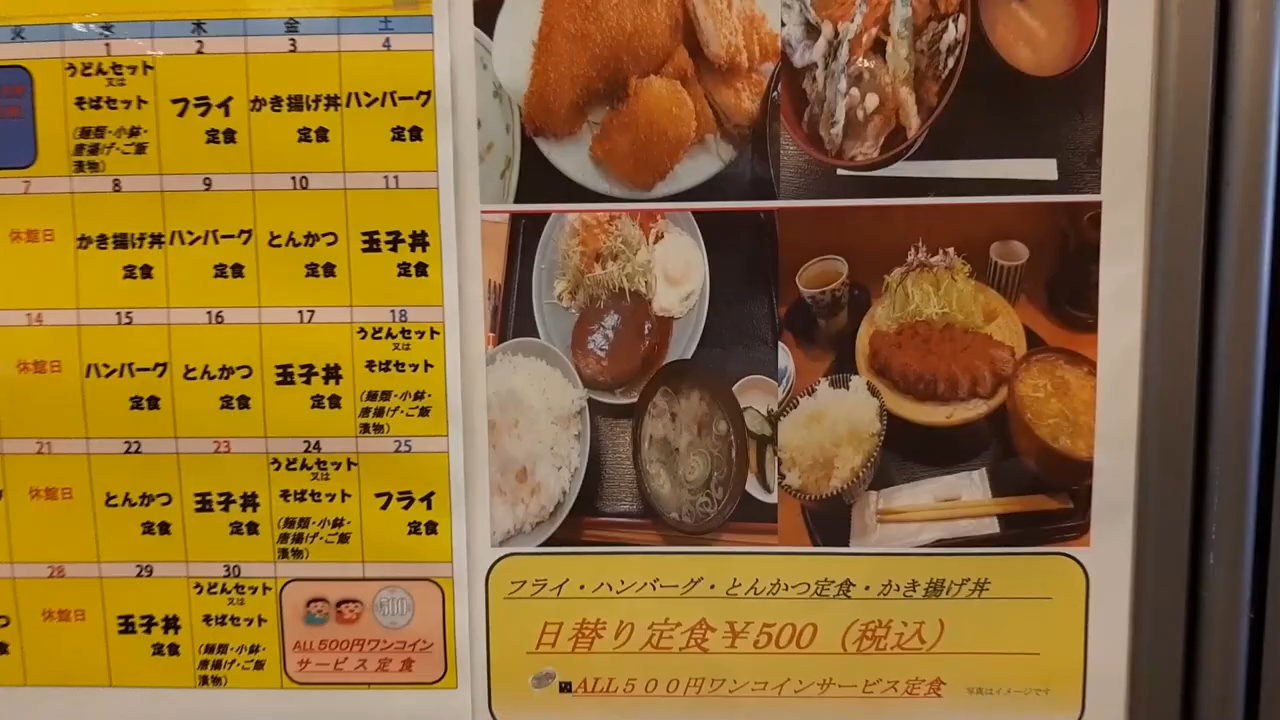 木 金 土
1 2 3 4
うどんセット
又は
そばセット
(麺類・小鉢・
唐揚げ・ご飯
漬物)
フライ
定食
かき揚げ丼
定食
ハンバーグ
定食
7 8 9 10 11
休館日
かき揚げ丼
定食
ハンバーグ
定食
とんかつ
定食
玉子丼
定食
14 15 16 17 18
休館日
ハンバーグ
定食
とんかつ
定食
玉子丼
定食
うどんセット
又は
そばセット
(麺類・小鉢・
唐揚げ・ご飯
漬物)
21 22 23 24 25
休館日
とんかつ
定食
玉子丼
定食
うどんセット
又は
そばセット
(麺類・小鉢・
唐揚げ・ご飯
漬物)
フライ
定食
28 29 30
休館日
玉子丼
定食
うどんセット
又は
そばセット
(麺類・小鉢・
唐揚げ・ご飯
漬物)
500
ALL500円ワンコイン
サービス定食
フライ・ハンバーグ・とんかつ定食・かき揚げ丼
日替り定食¥500(税込)
ALL500円ワンコインサービス定食
写真はイメージです